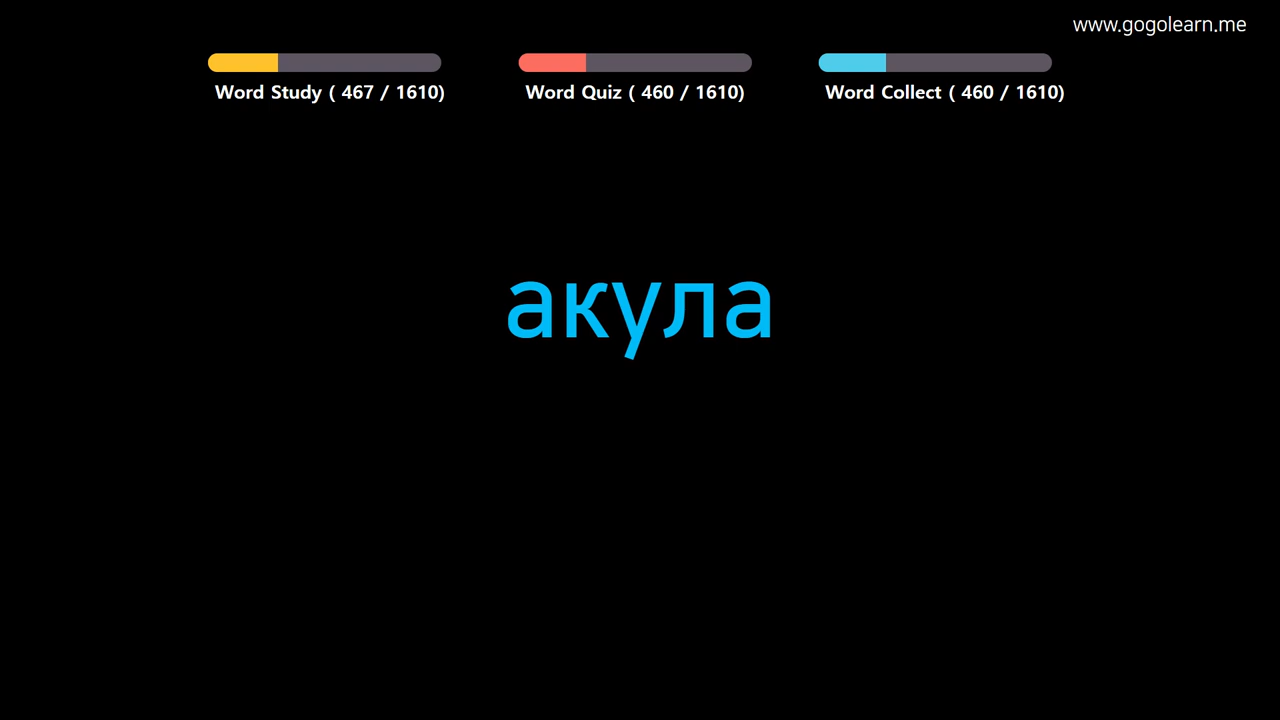 www.gogolearn.me
Word Study ( 467 / 1610)
Word Quiz ( 460 / 1610)
Word Collect ( 460 / 1610)
акула